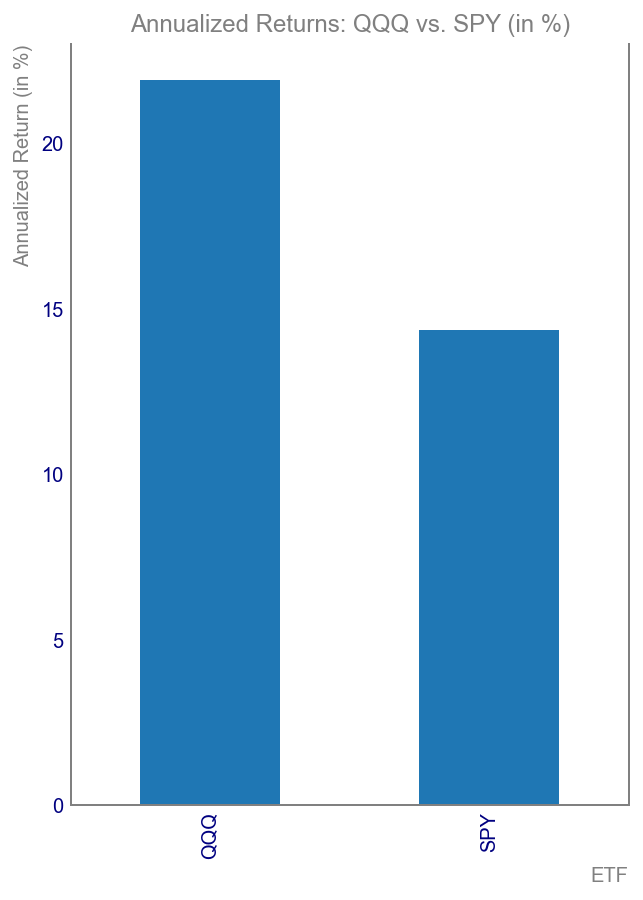 Annualized Returns: QQQ vs. SPY (in %)
Annualized Return (in %)
20
15
10
5
0
QQQ
SPY
ETF